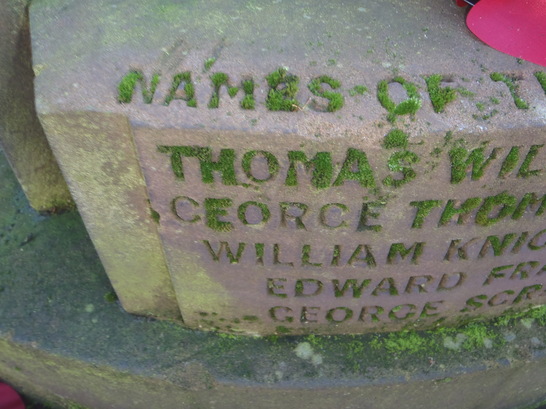 NAMES OF T
THOMAS WIL
GEORGE THOM
WILLIAM KNIG
EDWARD FRA
GEORGE SCR